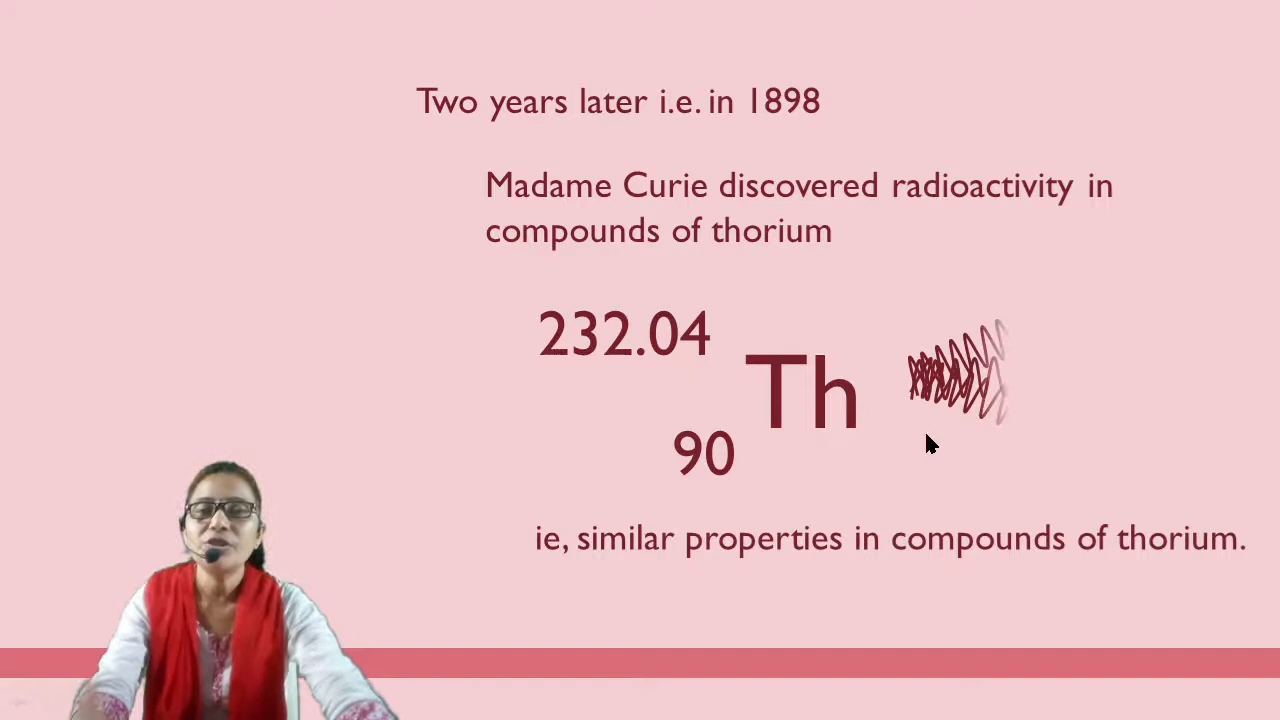 Two years later i.e. in 1898
Madame Curie discovered radioactivity in
compounds of thorium
232.04
Th
90
ie, similar properties in compounds of thorium.